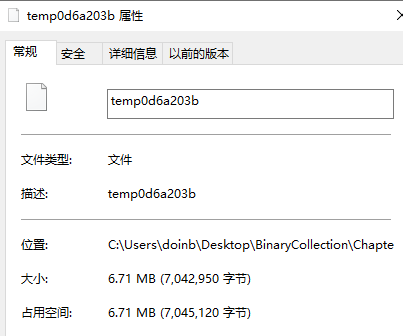 temp0d6a203b 属性
常规 安全 详细信息 以前的版本
temp0d6a203b
文件类型: 文件
描述: temp0d6a203b
位置: C:\Users\doinb\Desktop\BinaryCollection\Chapte
大小: 6.71 MB (7,042,950 字节)
占用空间: 6.71 MB (7,045,120 字节)